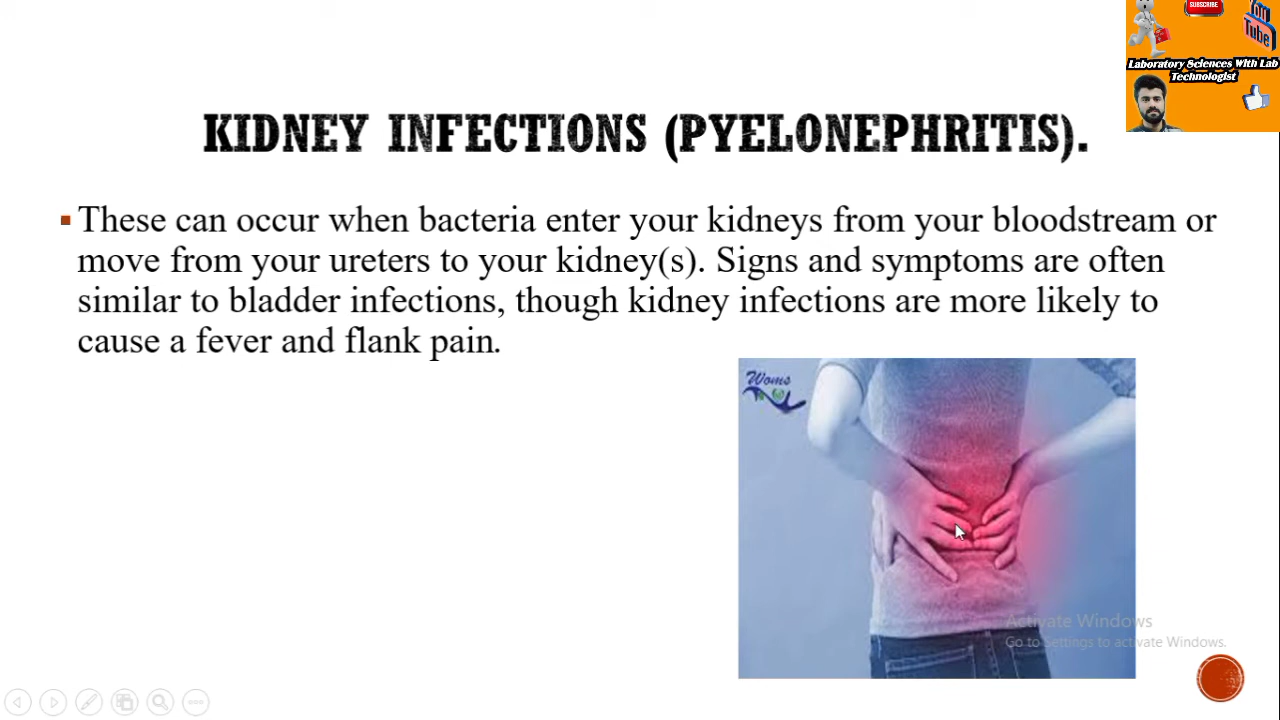 SUBSCRIBE
You
Tube
Laboratory Sciences With Lab
Technologist
KIDNEY INFECTIONS (PYELONEPHRITIS).
These can occur when bacteria enter your kidneys from your bloodstream or
move from your ureters to your kidney(s). Signs and symptoms are often
similar to bladder infections, though kidney infections are more likely to
cause a fever and flank pain.
Woms
Activate Windows
Go to Settings to activate Windows.